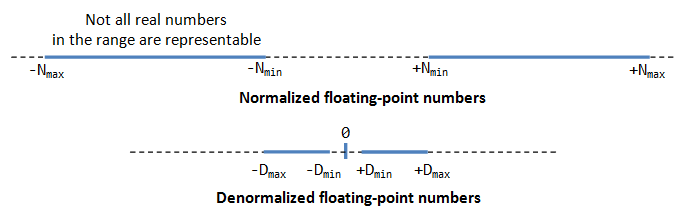 Not all real numbers
in the range are representable
-Nmax -Nmin +Nmin +Nmax
Normalized floating-point numbers
0
-Dmax -Dmin +Dmin +Dmax
Denormalized floating-point numbers